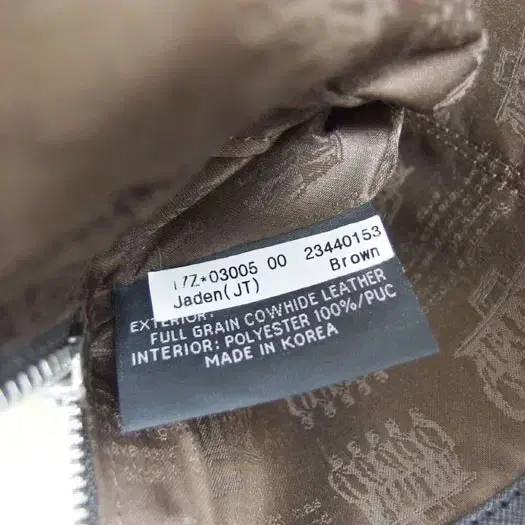 17Z*03005 00 23440153
Jaden(JT) Brown
EXTERIOR:
FULL GRAIN COWHIDE LEATHER
INTERIOR: POLYESTER 100%/PUC
MADE IN KOREA
has